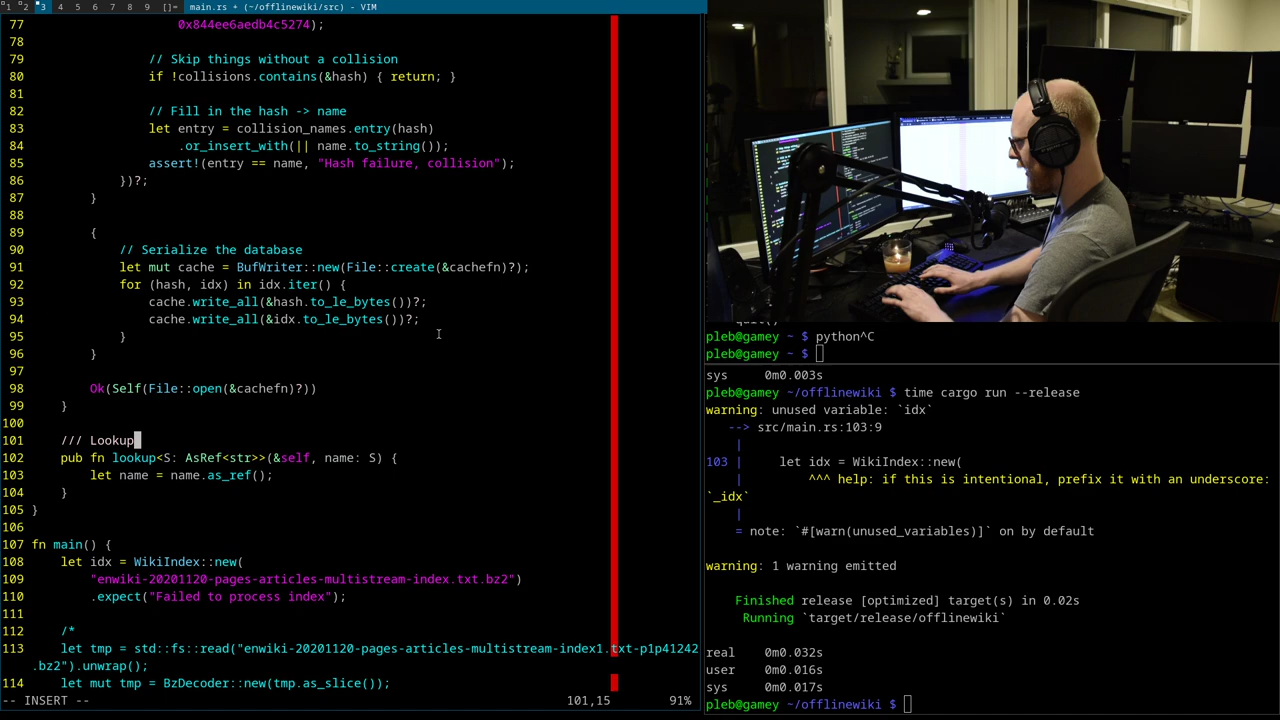 1 2 3 4 5 6 7 8 9 []= main.rs + (~/offlinewiki/src) - VIM
77 0x844ee6aedb4c5274);
78
79 // Skip things without a collision
80 if !collisions.contains(&hash) { return; }
81
82 // Fill in the hash -> name
83 let entry = collision_names.entry(hash)
84 .or_insert_with(|| name.to_string());
85 assert!(entry == name, "Hash failure, collision");
86 })?;
87 }
88
89 {
90 // Serialize the database
91 let mut cache = BufWriter::new(File::create(&cachefn)?);
92 for (hash, idx) in idx.iter() {
93 cache.write_all(&hash.to_le_bytes())?;
94 cache.write_all(&idx.to_le_bytes())?;
95 }
96 }
97
98 Ok(Self(File::open(&cachefn)?))
99 }
100
101 /// Lookup
102 pub fn lookup<S: AsRef<str>>(&self, name: S) {
103 let name = name.as_ref();
104 }
105 }
106
107 fn main() {
108 let idx = WikiIndex::new(
109 "enwiki-20201120-pages-articles-multistream-index.txt.bz2")
110 .expect("Failed to process index");
111
112 /*
113 let tmp = std::fs::read("enwiki-20201120-pages-articles-multistream-index1.txt-p1p41242
.bz2").unwrap();
114 let mut tmp = BzDecoder::new(tmp.as_slice());
-- INSERT -- 101,15 91%
pleb@gamey ~ $ python^C
pleb@gamey ~ $
sys 0m0.003s
pleb@gamey ~/offlinewiki $ time cargo run --release
warning: unused variable: `idx`
--> src/main.rs:103:9
|
103 | let idx = WikiIndex::new(
| ^^^ help: if this is intentional, prefix it with an underscore:
`_idx`
|
= note: `#[warn(unused_variables)]` on by default
warning: 1 warning emitted
Finished release [optimized] target(s) in 0.02s
Running `target/release/offlinewiki`
real 0m0.032s
user 0m0.016s
sys 0m0.017s
pleb@gamey ~/offlinewiki $